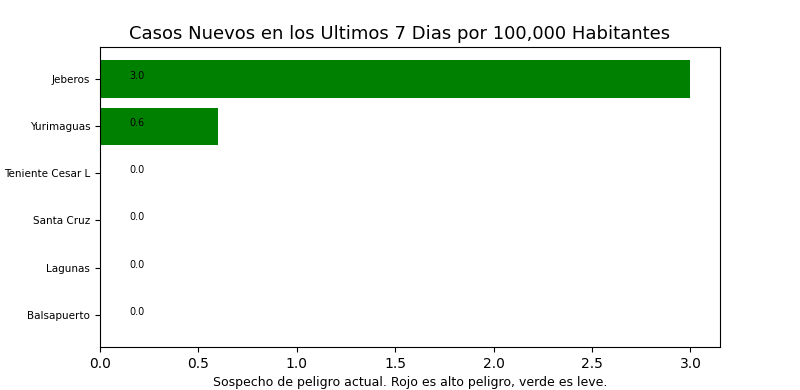 Casos Nuevos en los Ultimos 7 Dias por 100,000 Habitantes
Jeberos 3.0
Yurimaguas 0.6
Teniente Cesar L 0.0
Santa Cruz 0.0
Lagunas 0.0
Balsapuerto 0.0
0.0 0.5 1.0 1.5 2.0 2.5 3.0
Sospecho de peligro actual. Rojo es alto peligro, verde es leve.